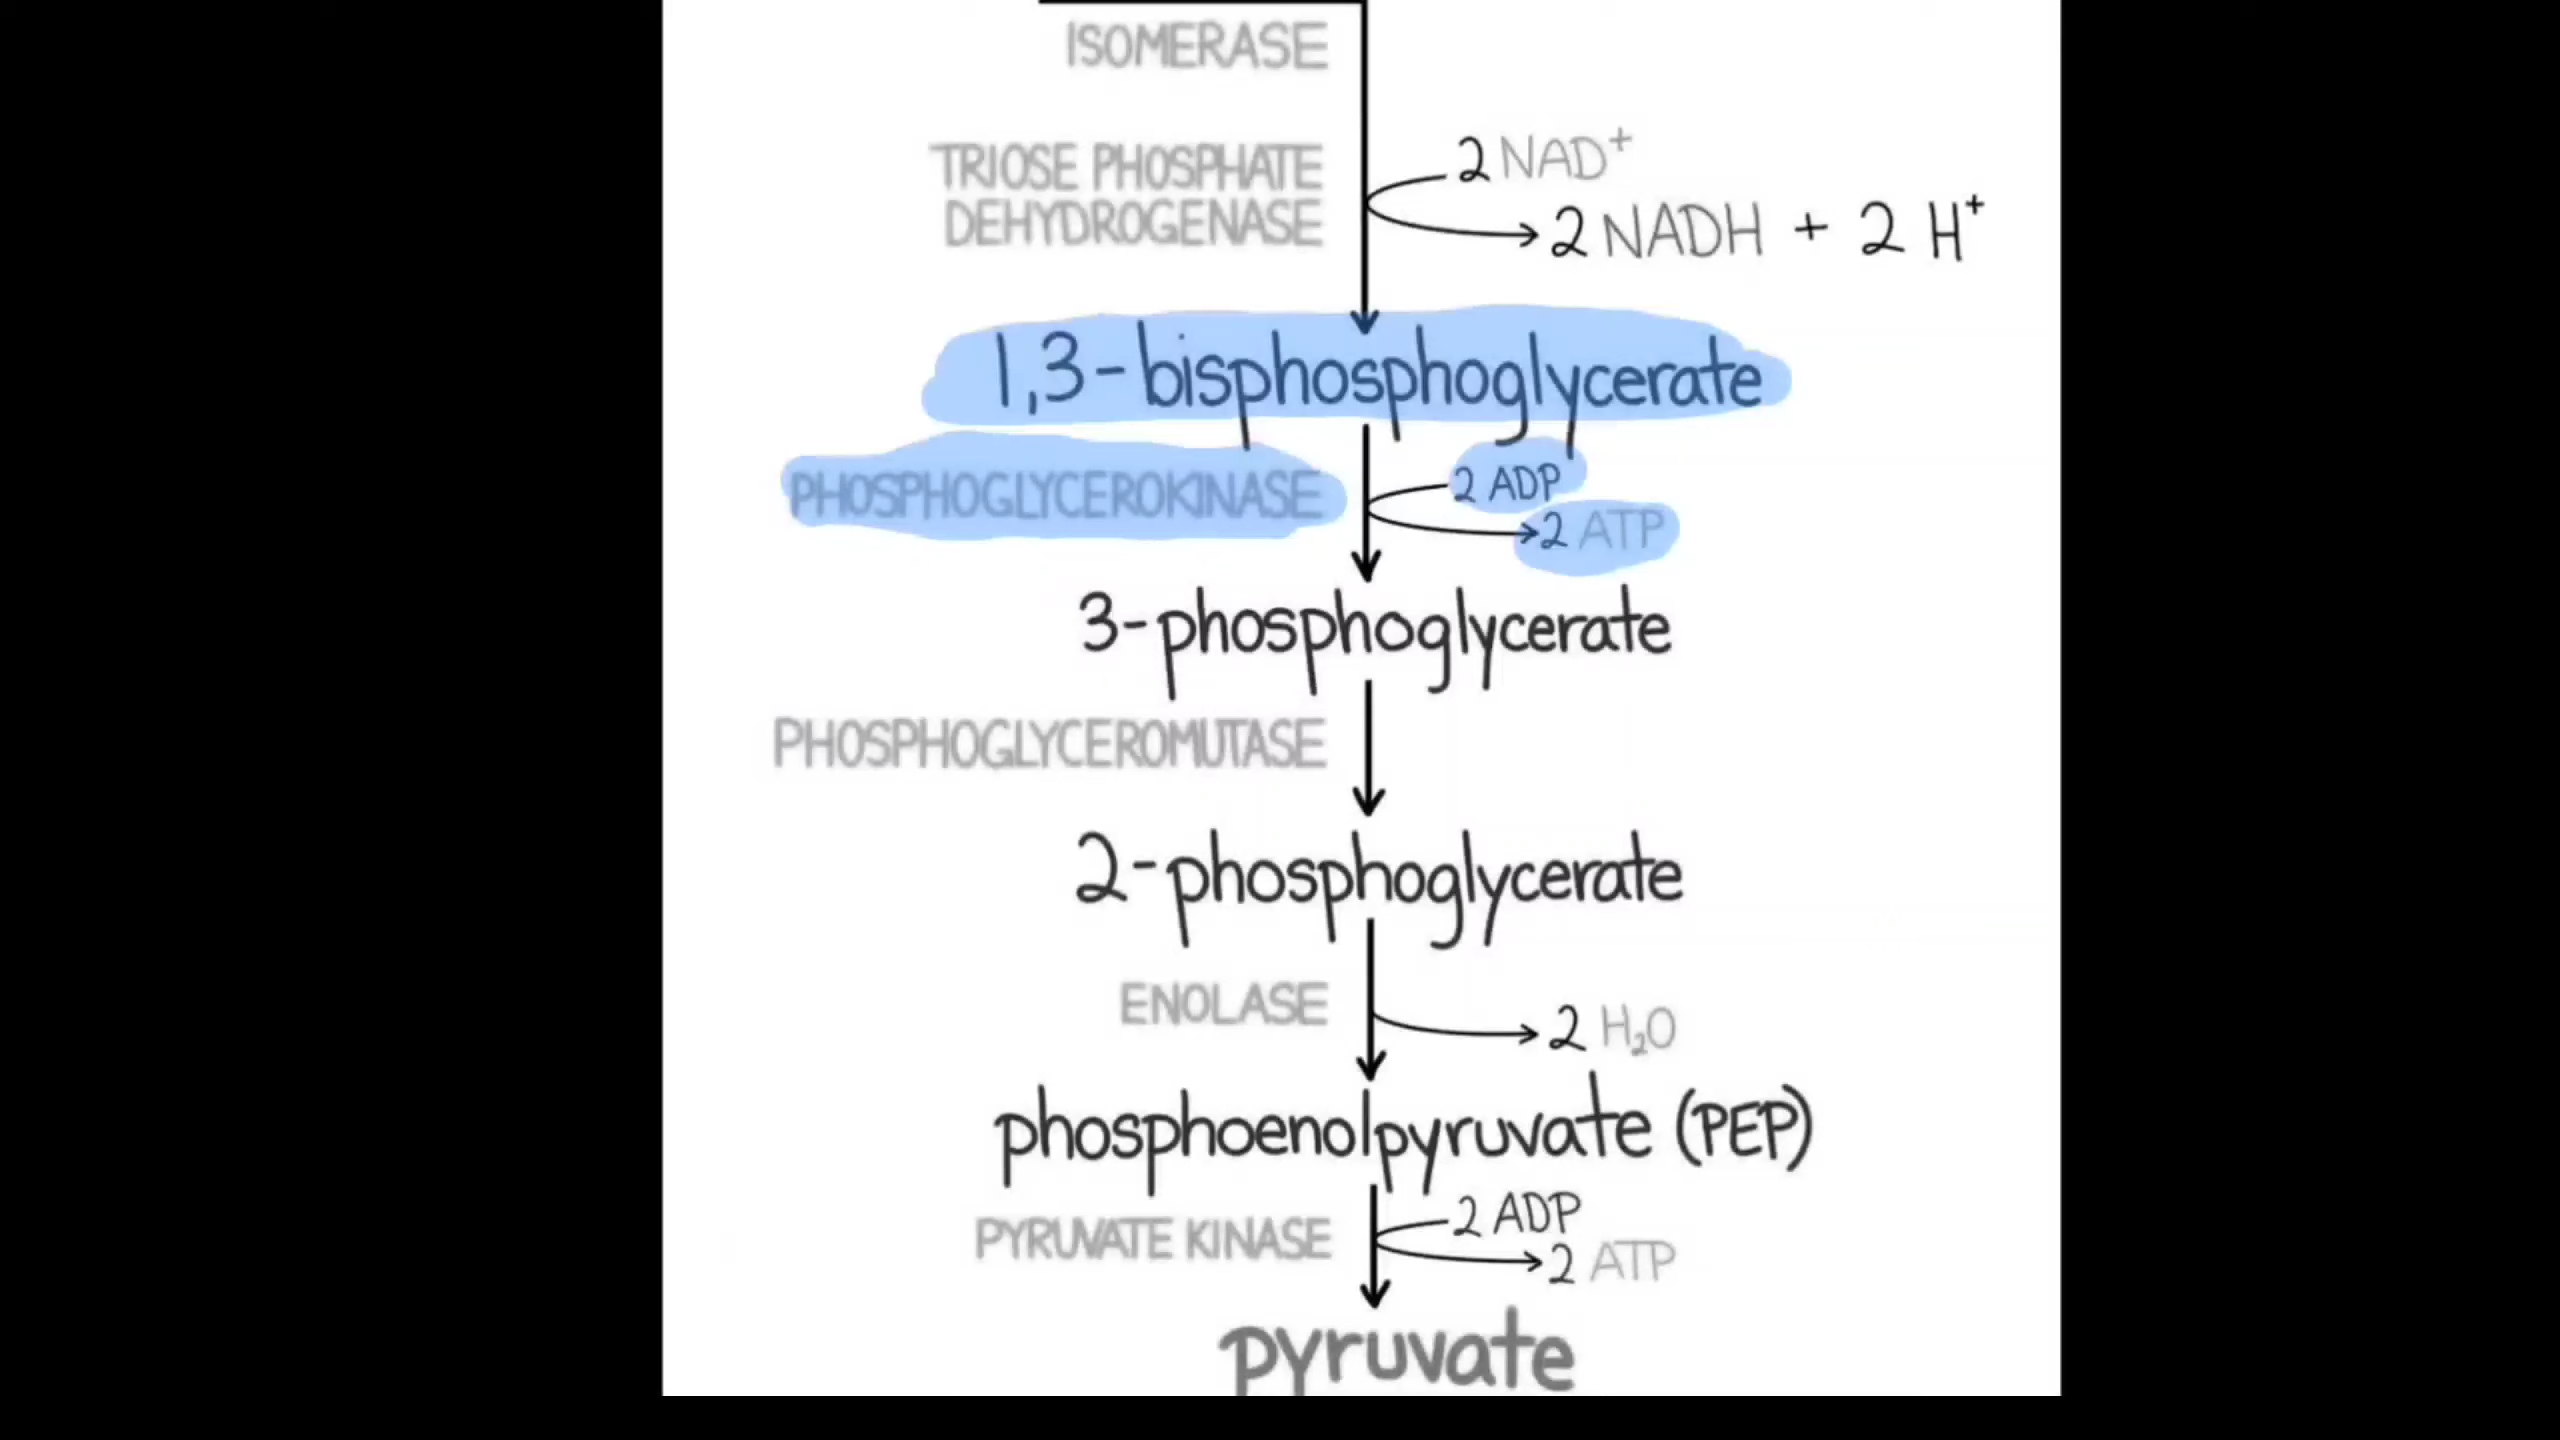 ISOMERASE
TRIOSE PHOSPHATE
DEHYDROGENASE
2 NAD⁺
2 NADH + 2 H⁺
1,3-bisphosphoglycerate
PHOSPHOGLYCEROKINASE
2 ADP
2 ATP
3-phosphoglycerate
PHOSPHOGLYCEROMUTASE
2-phosphoglycerate
ENOLASE
2 H₂O
phosphoenolpyruvate (PEP)
PYRUVATE KINASE
2 ADP
2 ATP
pyruvate